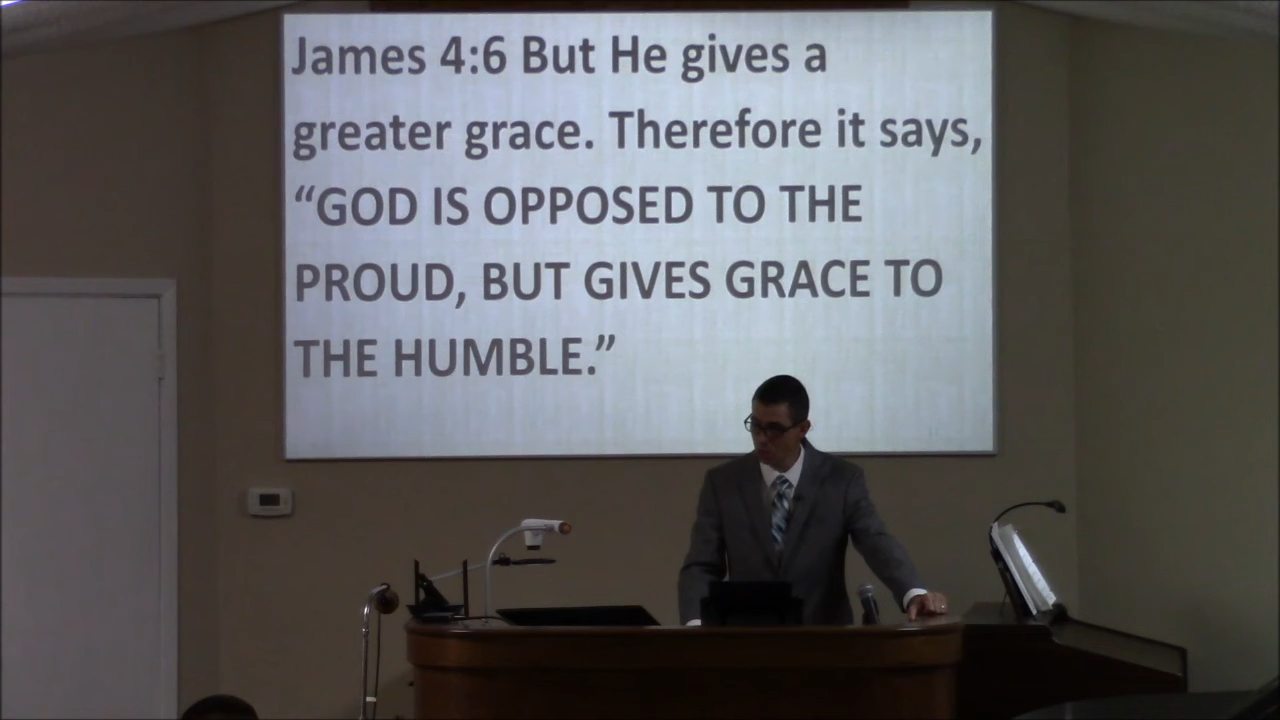 James 4:6 But He gives a
greater grace. Therefore it says,
“GOD IS OPPOSED TO THE
PROUD, BUT GIVES GRACE TO
THE HUMBLE.”